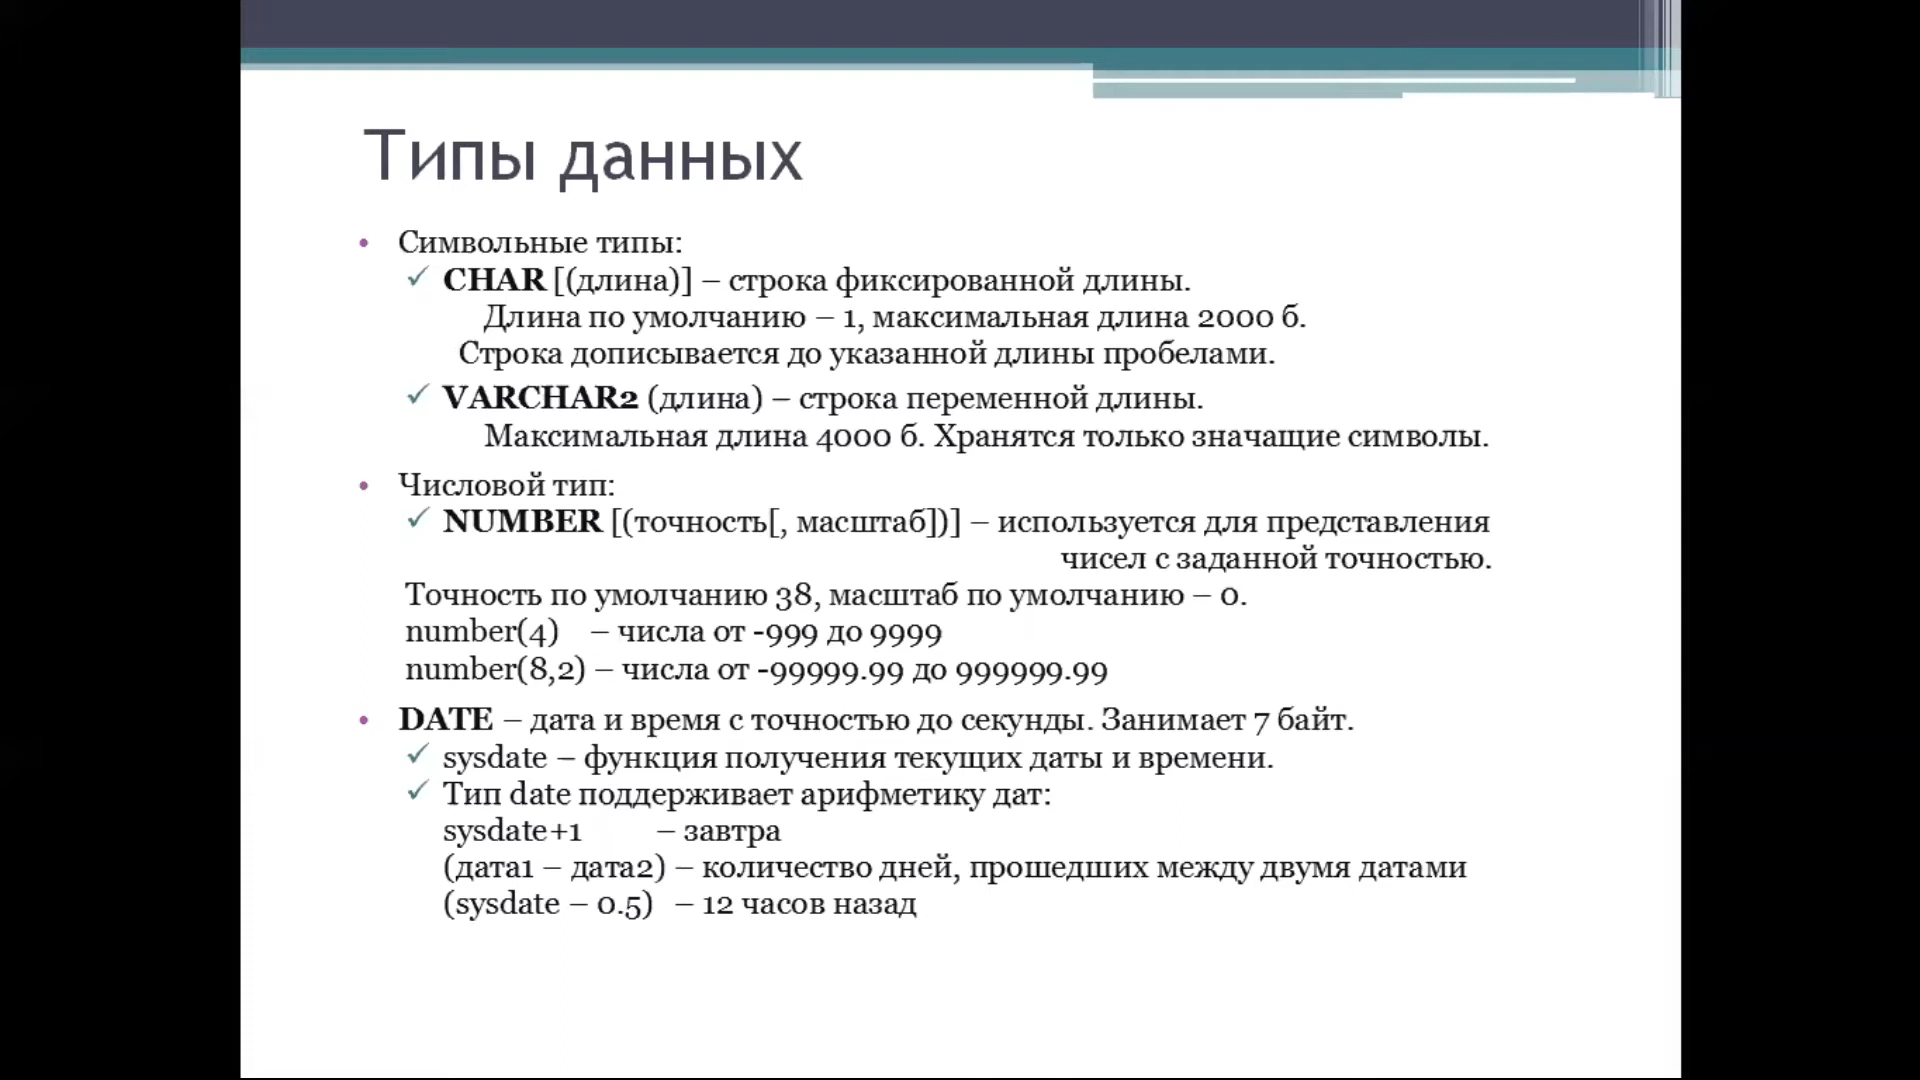 Типы данных
• Символьные типы:
✓ CHAR [(длина)] – строка фиксированной длины.
Длина по умолчанию – 1, максимальная длина 2000 б.
Строка дописывается до указанной длины пробелами.
✓ VARCHAR2 (длина) – строка переменной длины.
Максимальная длина 4000 б. Хранятся только значащие символы.
• Числовой тип:
✓ NUMBER [(точность[, масштаб])] – используется для представления
чисел с заданной точностью.
Точность по умолчанию 38, масштаб по умолчанию – 0.
number(4) – числа от -999 до 9999
number(8,2) – числа от -99999.99 до 999999.99
• DATE – дата и время с точностью до секунды. Занимает 7 байт.
✓ sysdate – функция получения текущих даты и времени.
✓ Тип date поддерживает арифметику дат:
sysdate+1 – завтра
(дата1 – дата2) – количество дней, прошедших между двумя датами
(sysdate – 0.5) – 12 часов назад